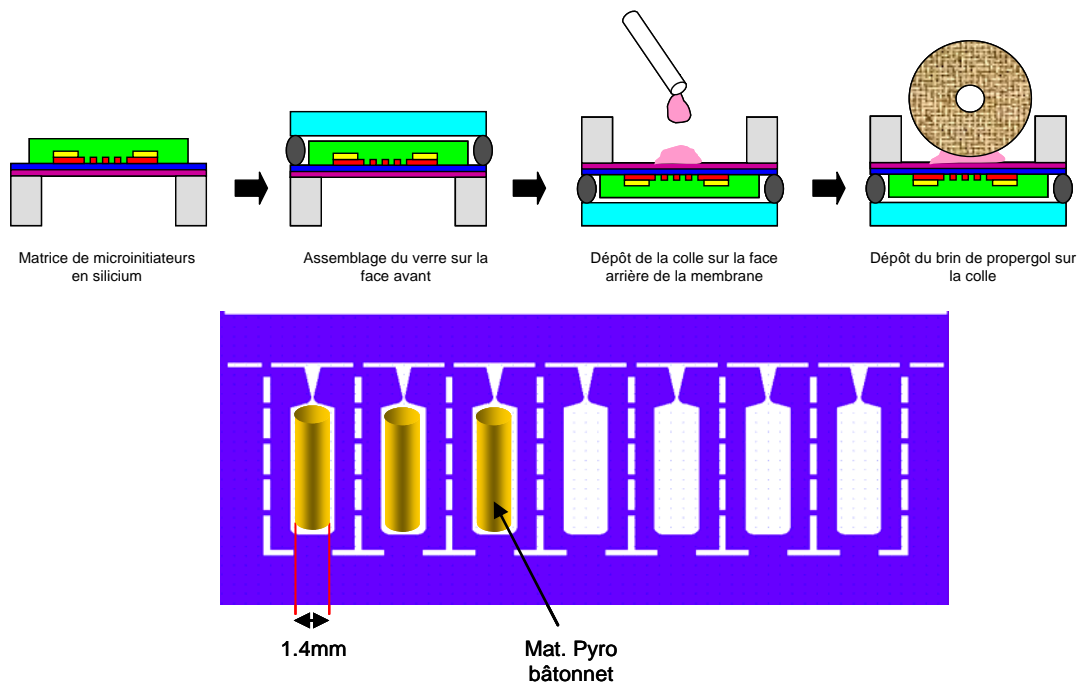 Matrice de microinitiateurs
en silicium
Assemblage du verre sur la
face avant
Dépôt de la colle sur la face
arrière de la membrane
Dépôt du brin de propergol sur
la colle
1.4mm
Mat. Pyro
bâtonnet